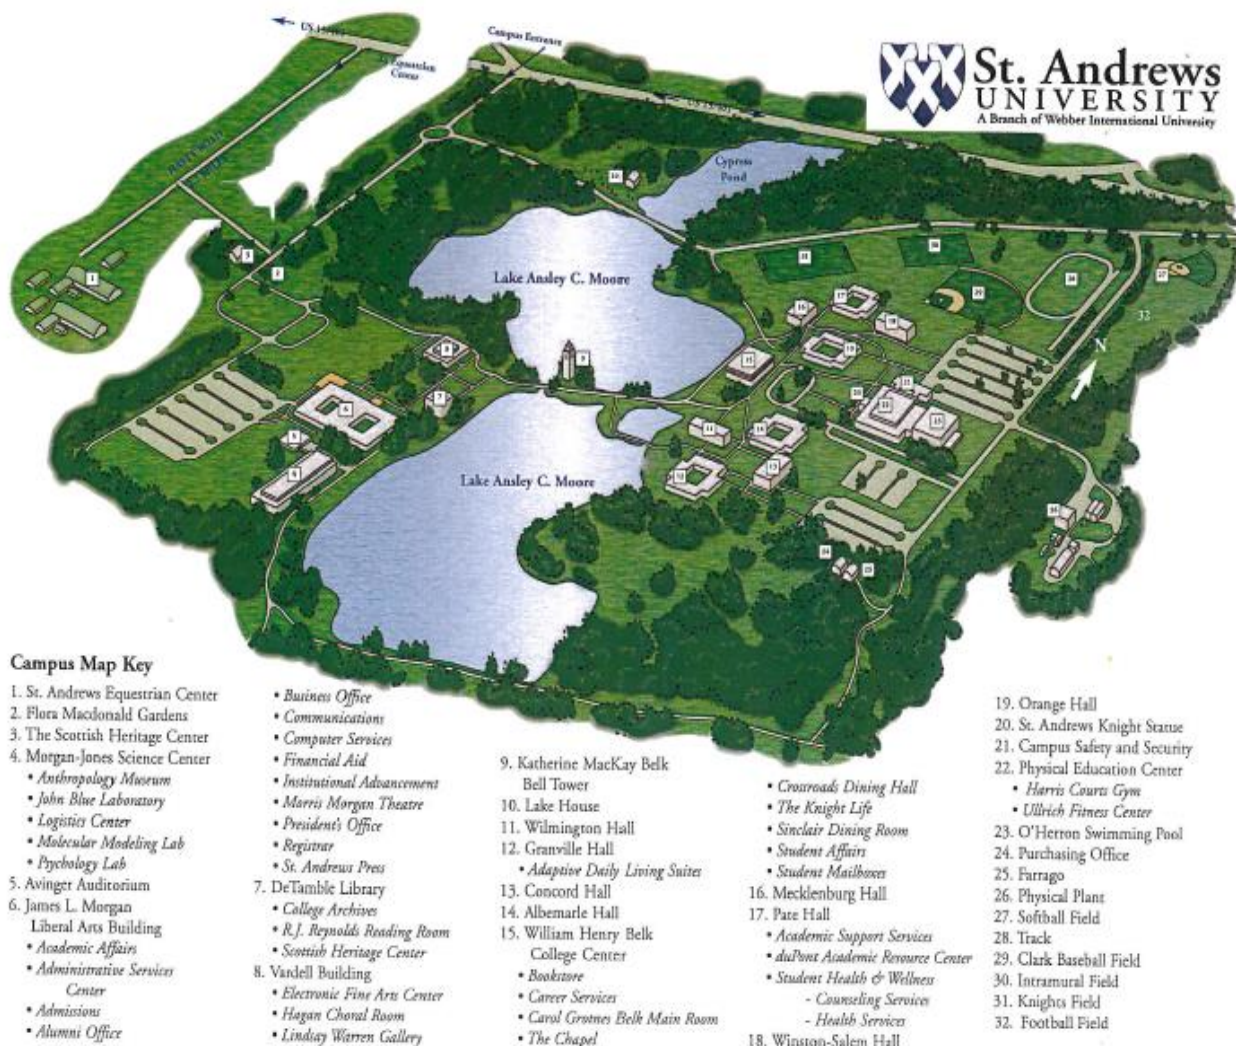 US 15/401
Campus Entrance
To Equestrian
Center
US 15/401
St. Andrews
UNIVERSITY
A Branch of Webber International University
Cypress
Pond
Lake Ansley C. Moore
Lake Ansley C. Moore
N
32
Campus Map Key
1. St. Andrews Equestrian Center
2. Flora Macdonald Gardens
3. The Scottish Heritage Center
4. Morgan-Jones Science Center
• Anthropology Museum
• John Blue Laboratory
• Logistics Center
• Molecular Modeling Lab
• Psychology Lab
5. Avinger Auditorium
6. James L. Morgan
Liberal Arts Building
• Academic Affairs
• Administrative Services
Center
• Admissions
• Alumni Office
• Business Office
• Communications
• Computer Services
• Financial Aid
• Institutional Advancement
• Morris Morgan Theatre
• President's Office
• Registrar
• St. Andrews Press
7. DeTamble Library
• College Archives
• R.J. Reynolds Reading Room
• Scottish Heritage Center
8. Vardell Building
• Electronic Fine Arts Center
• Hagan Choral Room
• Lindsay Warren Gallery
9. Katherine MacKay Belk
Bell Tower
10. Lake House
11. Wilmington Hall
12. Granville Hall
• Adaptive Daily Living Suites
13. Concord Hall
14. Albemarle Hall
15. William Henry Belk
College Center
• Bookstore
• Career Services
• Carol Grotnes Belk Main Room
• The Chapel
• Crossroads Dining Hall
• The Knight Life
• Sinclair Dining Room
• Student Affairs
• Student Mailboxes
16. Mecklenburg Hall
17. Pate Hall
• Academic Support Services
• duPont Academic Resource Center
• Student Health & Wellness
- Counseling Services
- Health Services
18. Winston-Salem Hall
19. Orange Hall
20. St. Andrews Knight Statue
21. Campus Safety and Security
22. Physical Education Center
• Harris Courts Gym
• Ullrich Fitness Center
23. O'Herron Swimming Pool
24. Purchasing Office
25. Farrago
26. Physical Plant
27. Softball Field
28. Track
29. Clark Baseball Field
30. Intramural Field
31. Knights Field
32. Football Field